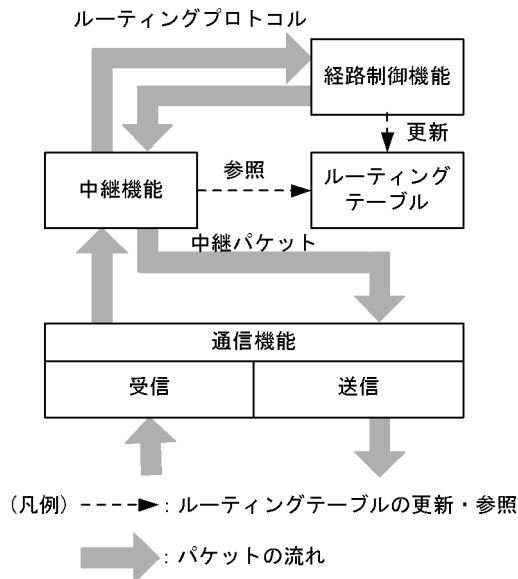 ルーティングプロトコル
経路制御機能
更新
中継機能
参照
ルーティング
テーブル
中継パケット
通信機能
受信
送信
(凡例)
: ルーティングテーブルの更新・参照
: パケットの流れ